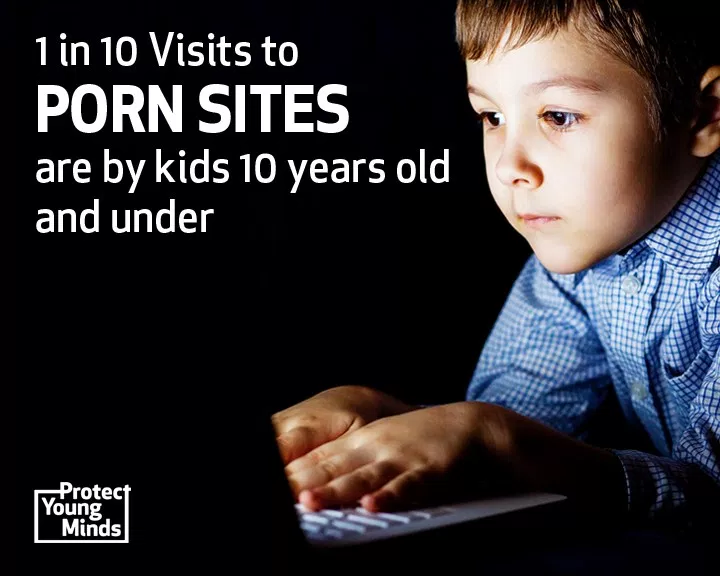 1 in 10 Visits to
PORN SITES
are by kids 10 years old
and under
Protect
Young
Minds